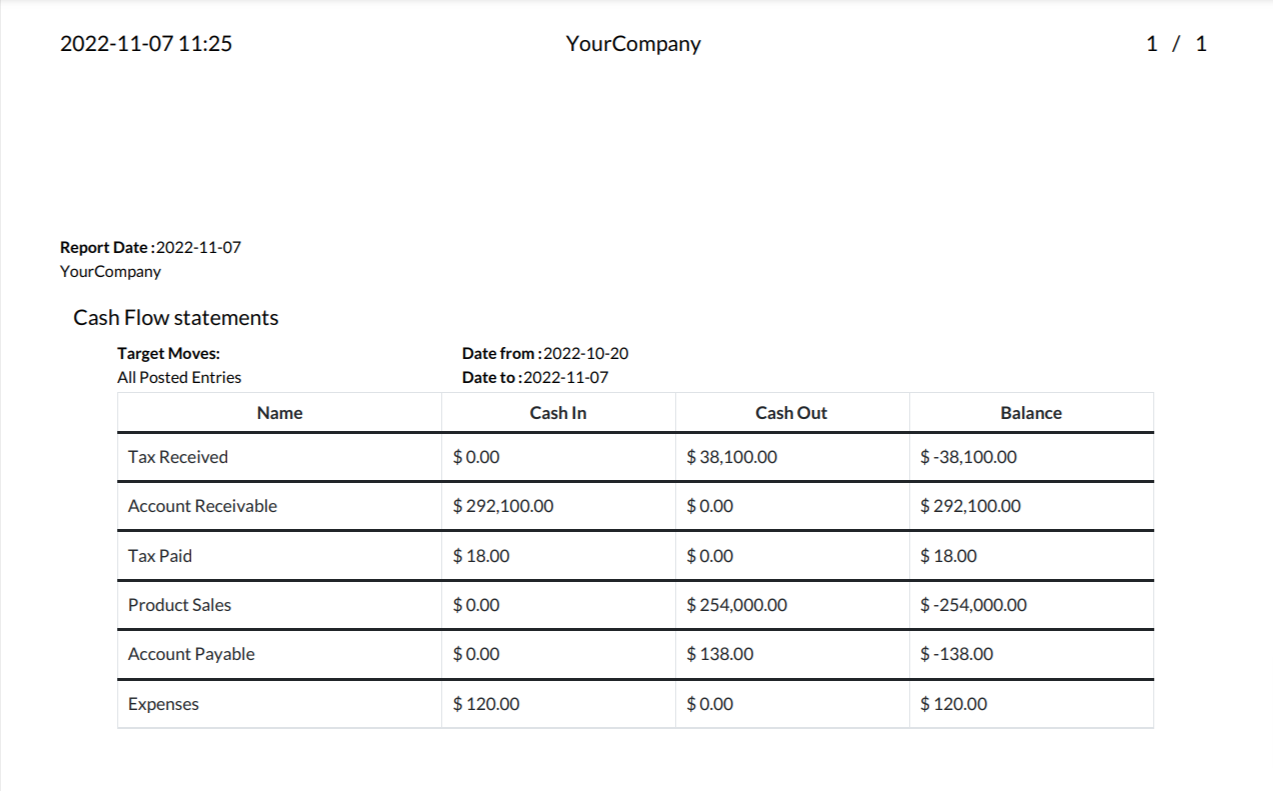 2022-11-07 11:25 YourCompany 1 / 1
Report Date :2022-11-07
YourCompany
Cash Flow statements
Target Moves: Date from :2022-10-20
All Posted Entries Date to :2022-11-07
Name Cash In Cash Out Balance
Tax Received $ 0.00 $ 38,100.00 $ -38,100.00
Account Receivable $ 292,100.00 $ 0.00 $ 292,100.00
Tax Paid $ 18.00 $ 0.00 $ 18.00
Product Sales $ 0.00 $ 254,000.00 $ -254,000.00
Account Payable $ 0.00 $ 138.00 $ -138.00
Expenses $ 120.00 $ 0.00 $ 120.00